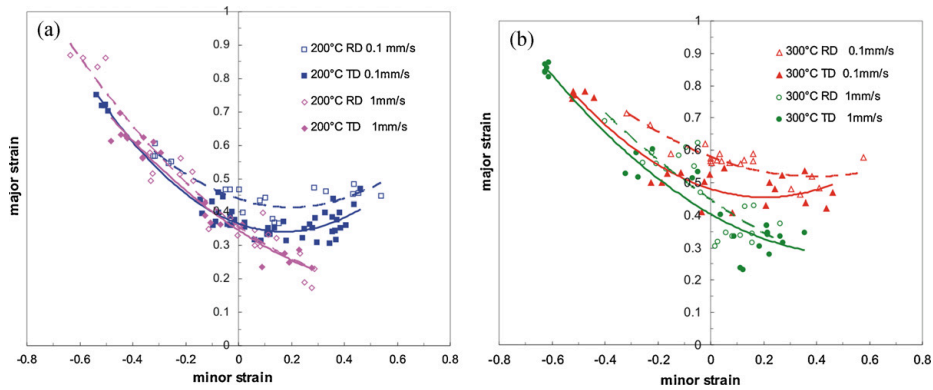 (a)
1
0.9
0.8
0.7
0.6
0.5
0.4
0.3
0.2
0.1
0
-0.8 -0.6 -0.4 -0.2 0 0.2 0.4 0.6 0.8
major strain
minor strain
200°C RD 0.1 mm/s
200°C TD 0.1mm/s
200°C RD 1mm/s
200°C TD 1mm/s
(b)
1
0.9
0.8
0.7
0.6
0.5
0.4
0.3
0.2
0.1
0
-0.8 -0.6 -0.4 -0.2 0 0.2 0.4 0.6 0.8
major strain
minor strain
300°C RD 0.1mm/s
300°C TD 0.1mm/s
300°C RD 1mm/s
300°C TD 1mm/s